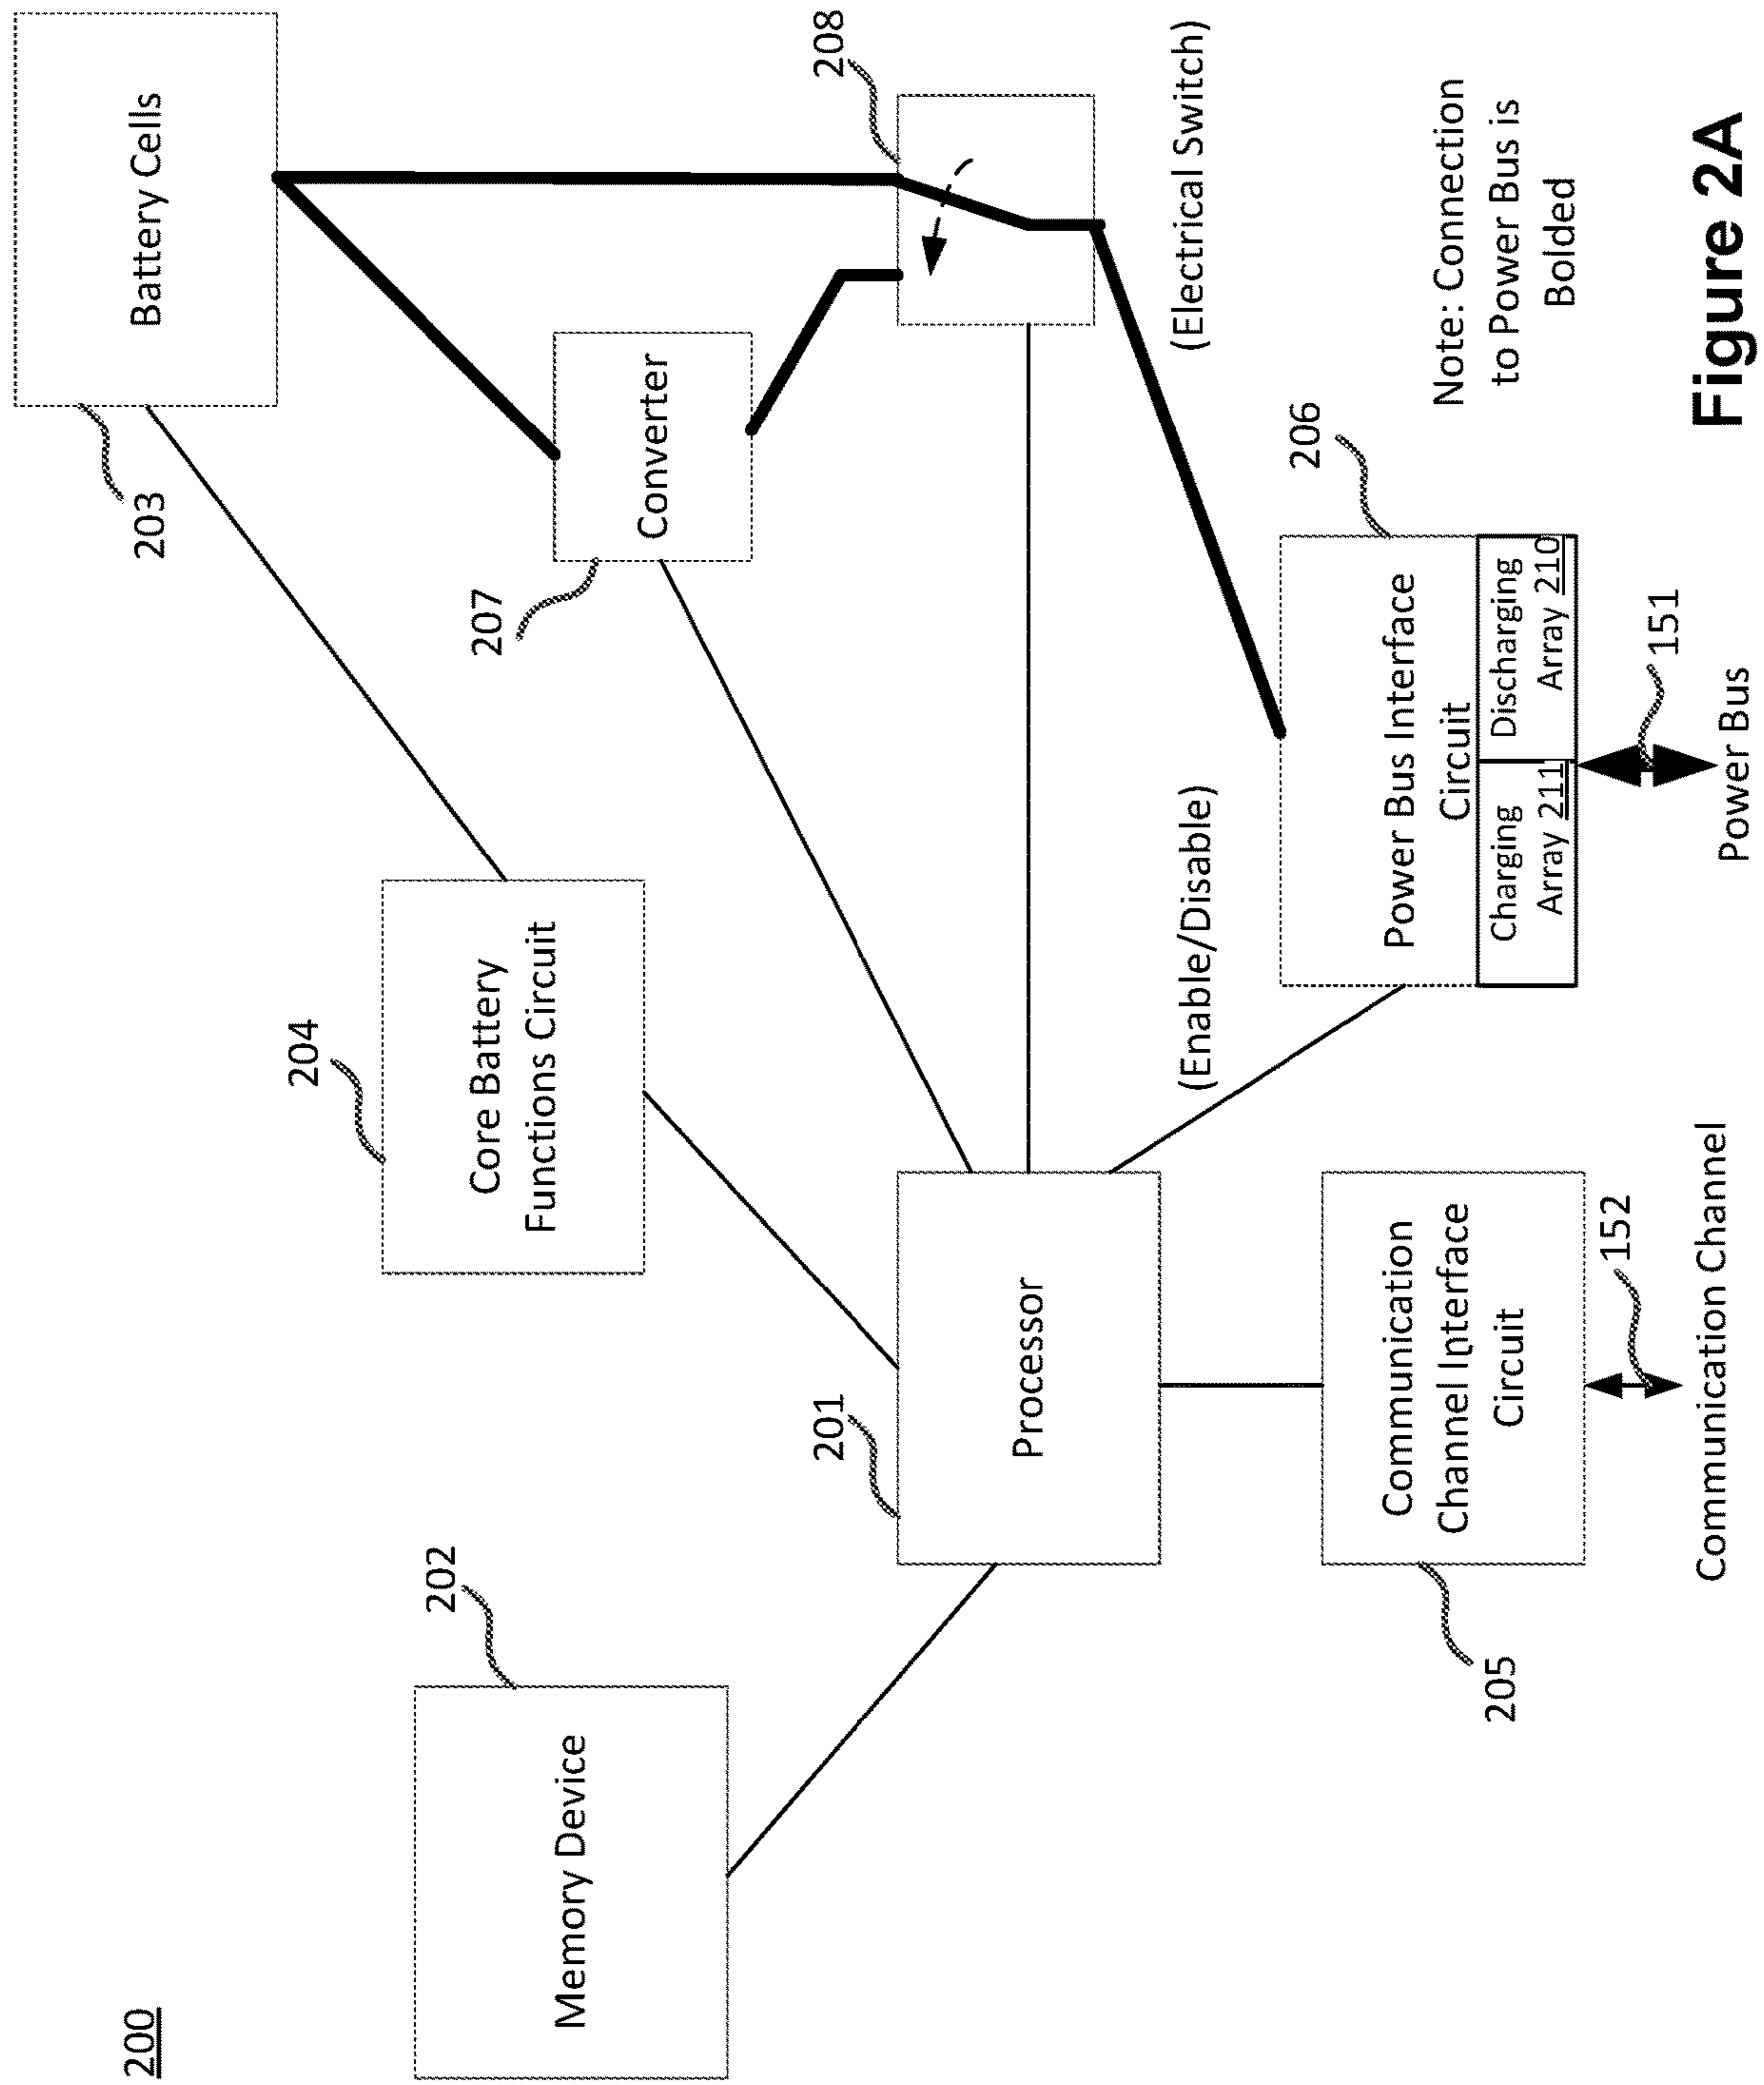 200
Memory Device
202
201
Processor
205
Communication
Channel Interface
Circuit
152
Communication Channel
204
Core Battery
Functions Circuit
203
Battery Cells
207
Converter
208
(Electrical Switch)
(Enable/Disable)
206
Power Bus Interface
Circuit
Charging
Array 211
Discharging
Array 210
151
Power Bus
Note: Connection
to Power Bus is
Bolded
Figure 2A